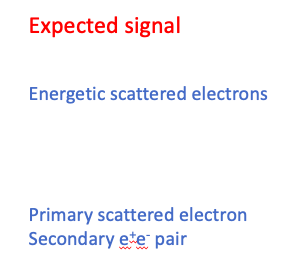 Expected signal
Energetic scattered electrons
Primary scattered electron
Secondary e⁺e⁻ pair